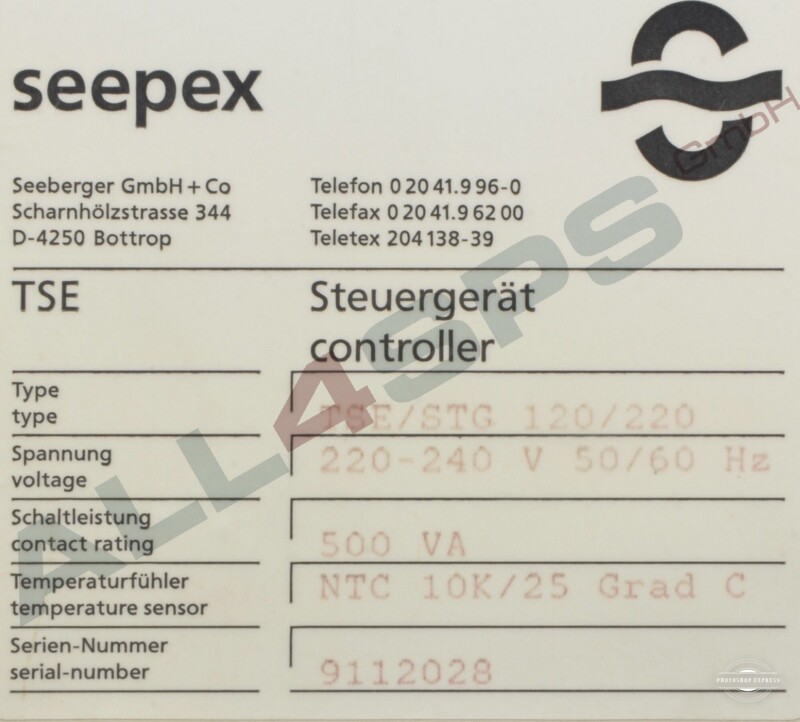 seepex
Seeberger GmbH + Co
Scharnhölzstrasse 344
D-4250 Bottrop
Telefon 0 20 41.9 96-0
Telefax 0 20 41.9 62 00
Teletex 204 138-39
TSE
Steuergerät
controller
Type
type
TSE/STG 120/220
Spannung
voltage
220-240 V 50/60 Hz
Schaltleistung
contact rating
500 VA
Temperaturfühler
temperature sensor
NTC 10K/25 Grad C
Serien-Nummer
serial-number
9112028
ALL4SPS GmbH
PHOTOSHOP EXPRESS